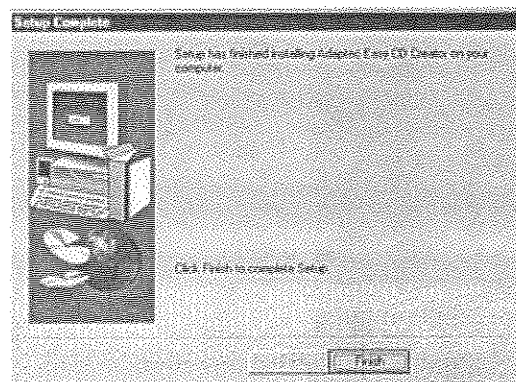 Setup Complete
Setup has finished installing Adaptec Easy CD Creator on your
computer.
Click Finish to complete Setup.
Finish